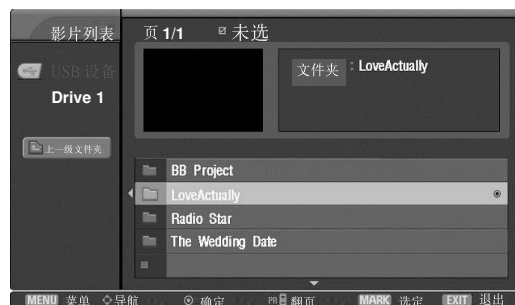 影片列表
页 1/1 未选
文件夹 : LoveActually
USB 设备
Drive 1
上一级文件夹
BB Project
LoveActually
Radio Star
The Wedding Date
MENU 菜单 导航 确定 PR 翻页 MARK 选定 EXIT 退出